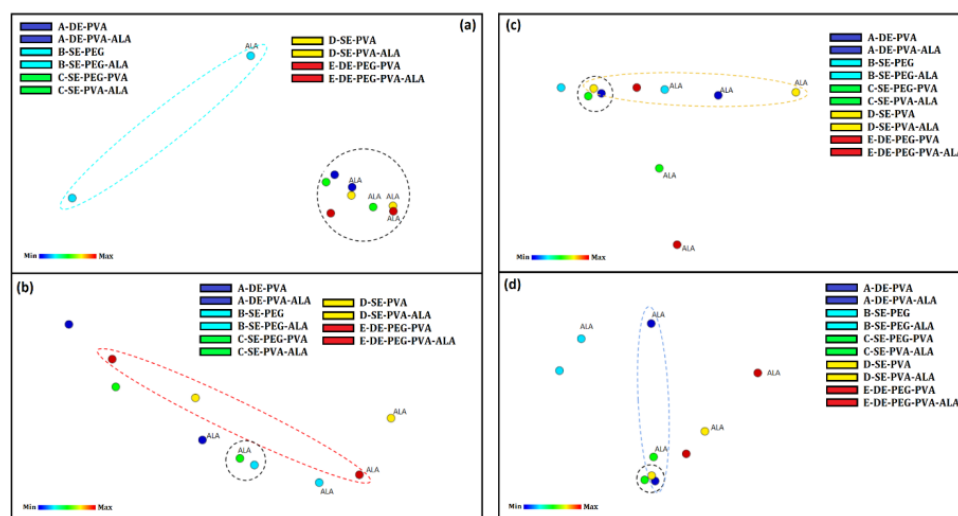 (a)
A-DE-PVA
A-DE-PVA-ALA
B-SE-PEG
B-SE-PEG-ALA
C-SE-PEG-PVA
C-SE-PVA-ALA
D-SE-PVA
D-SE-PVA-ALA
E-DE-PEG-PVA
E-DE-PEG-PVA-ALA
ALA
ALA
ALA
ALA
ALA
Min
Max
(b)
A-DE-PVA
A-DE-PVA-ALA
B-SE-PEG
B-SE-PEG-ALA
C-SE-PEG-PVA
C-SE-PVA-ALA
D-SE-PVA
D-SE-PVA-ALA
E-DE-PEG-PVA
E-DE-PEG-PVA-ALA
ALA
ALA
ALA
ALA
ALA
Min
Max
(c)
A-DE-PVA
A-DE-PVA-ALA
B-SE-PEG
B-SE-PEG-ALA
C-SE-PEG-PVA
C-SE-PVA-ALA
D-SE-PVA
D-SE-PVA-ALA
E-DE-PEG-PVA
E-DE-PEG-PVA-ALA
ALA
ALA
ALA
ALA
ALA
Min
Max
(d)
A-DE-PVA
A-DE-PVA-ALA
B-SE-PEG
B-SE-PEG-ALA
C-SE-PEG-PVA
C-SE-PVA-ALA
D-SE-PVA
D-SE-PVA-ALA
E-DE-PEG-PVA
E-DE-PEG-PVA-ALA
ALA
ALA
ALA
ALA
ALA
Min
Max